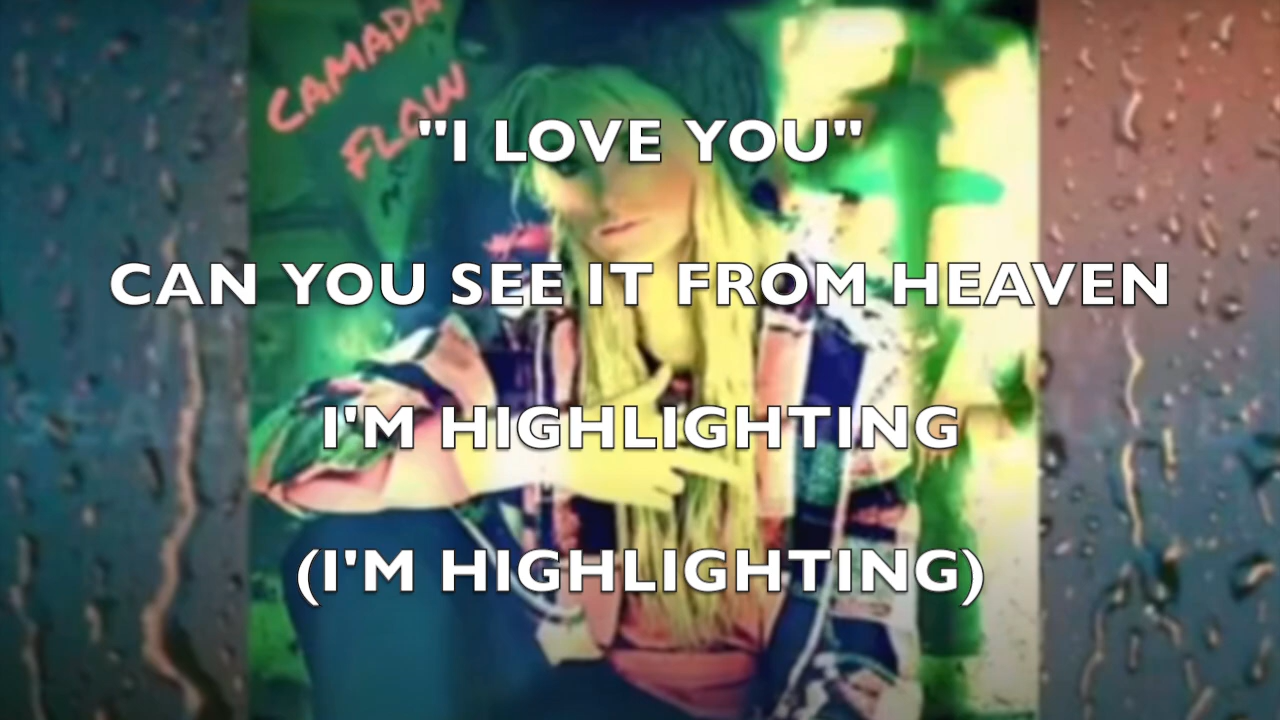 CAMADA
FLOW
"I LOVE YOU"
CAN YOU SEE IT FROM HEAVEN
I'M HIGHLIGHTING
(I'M HIGHLIGHTING)